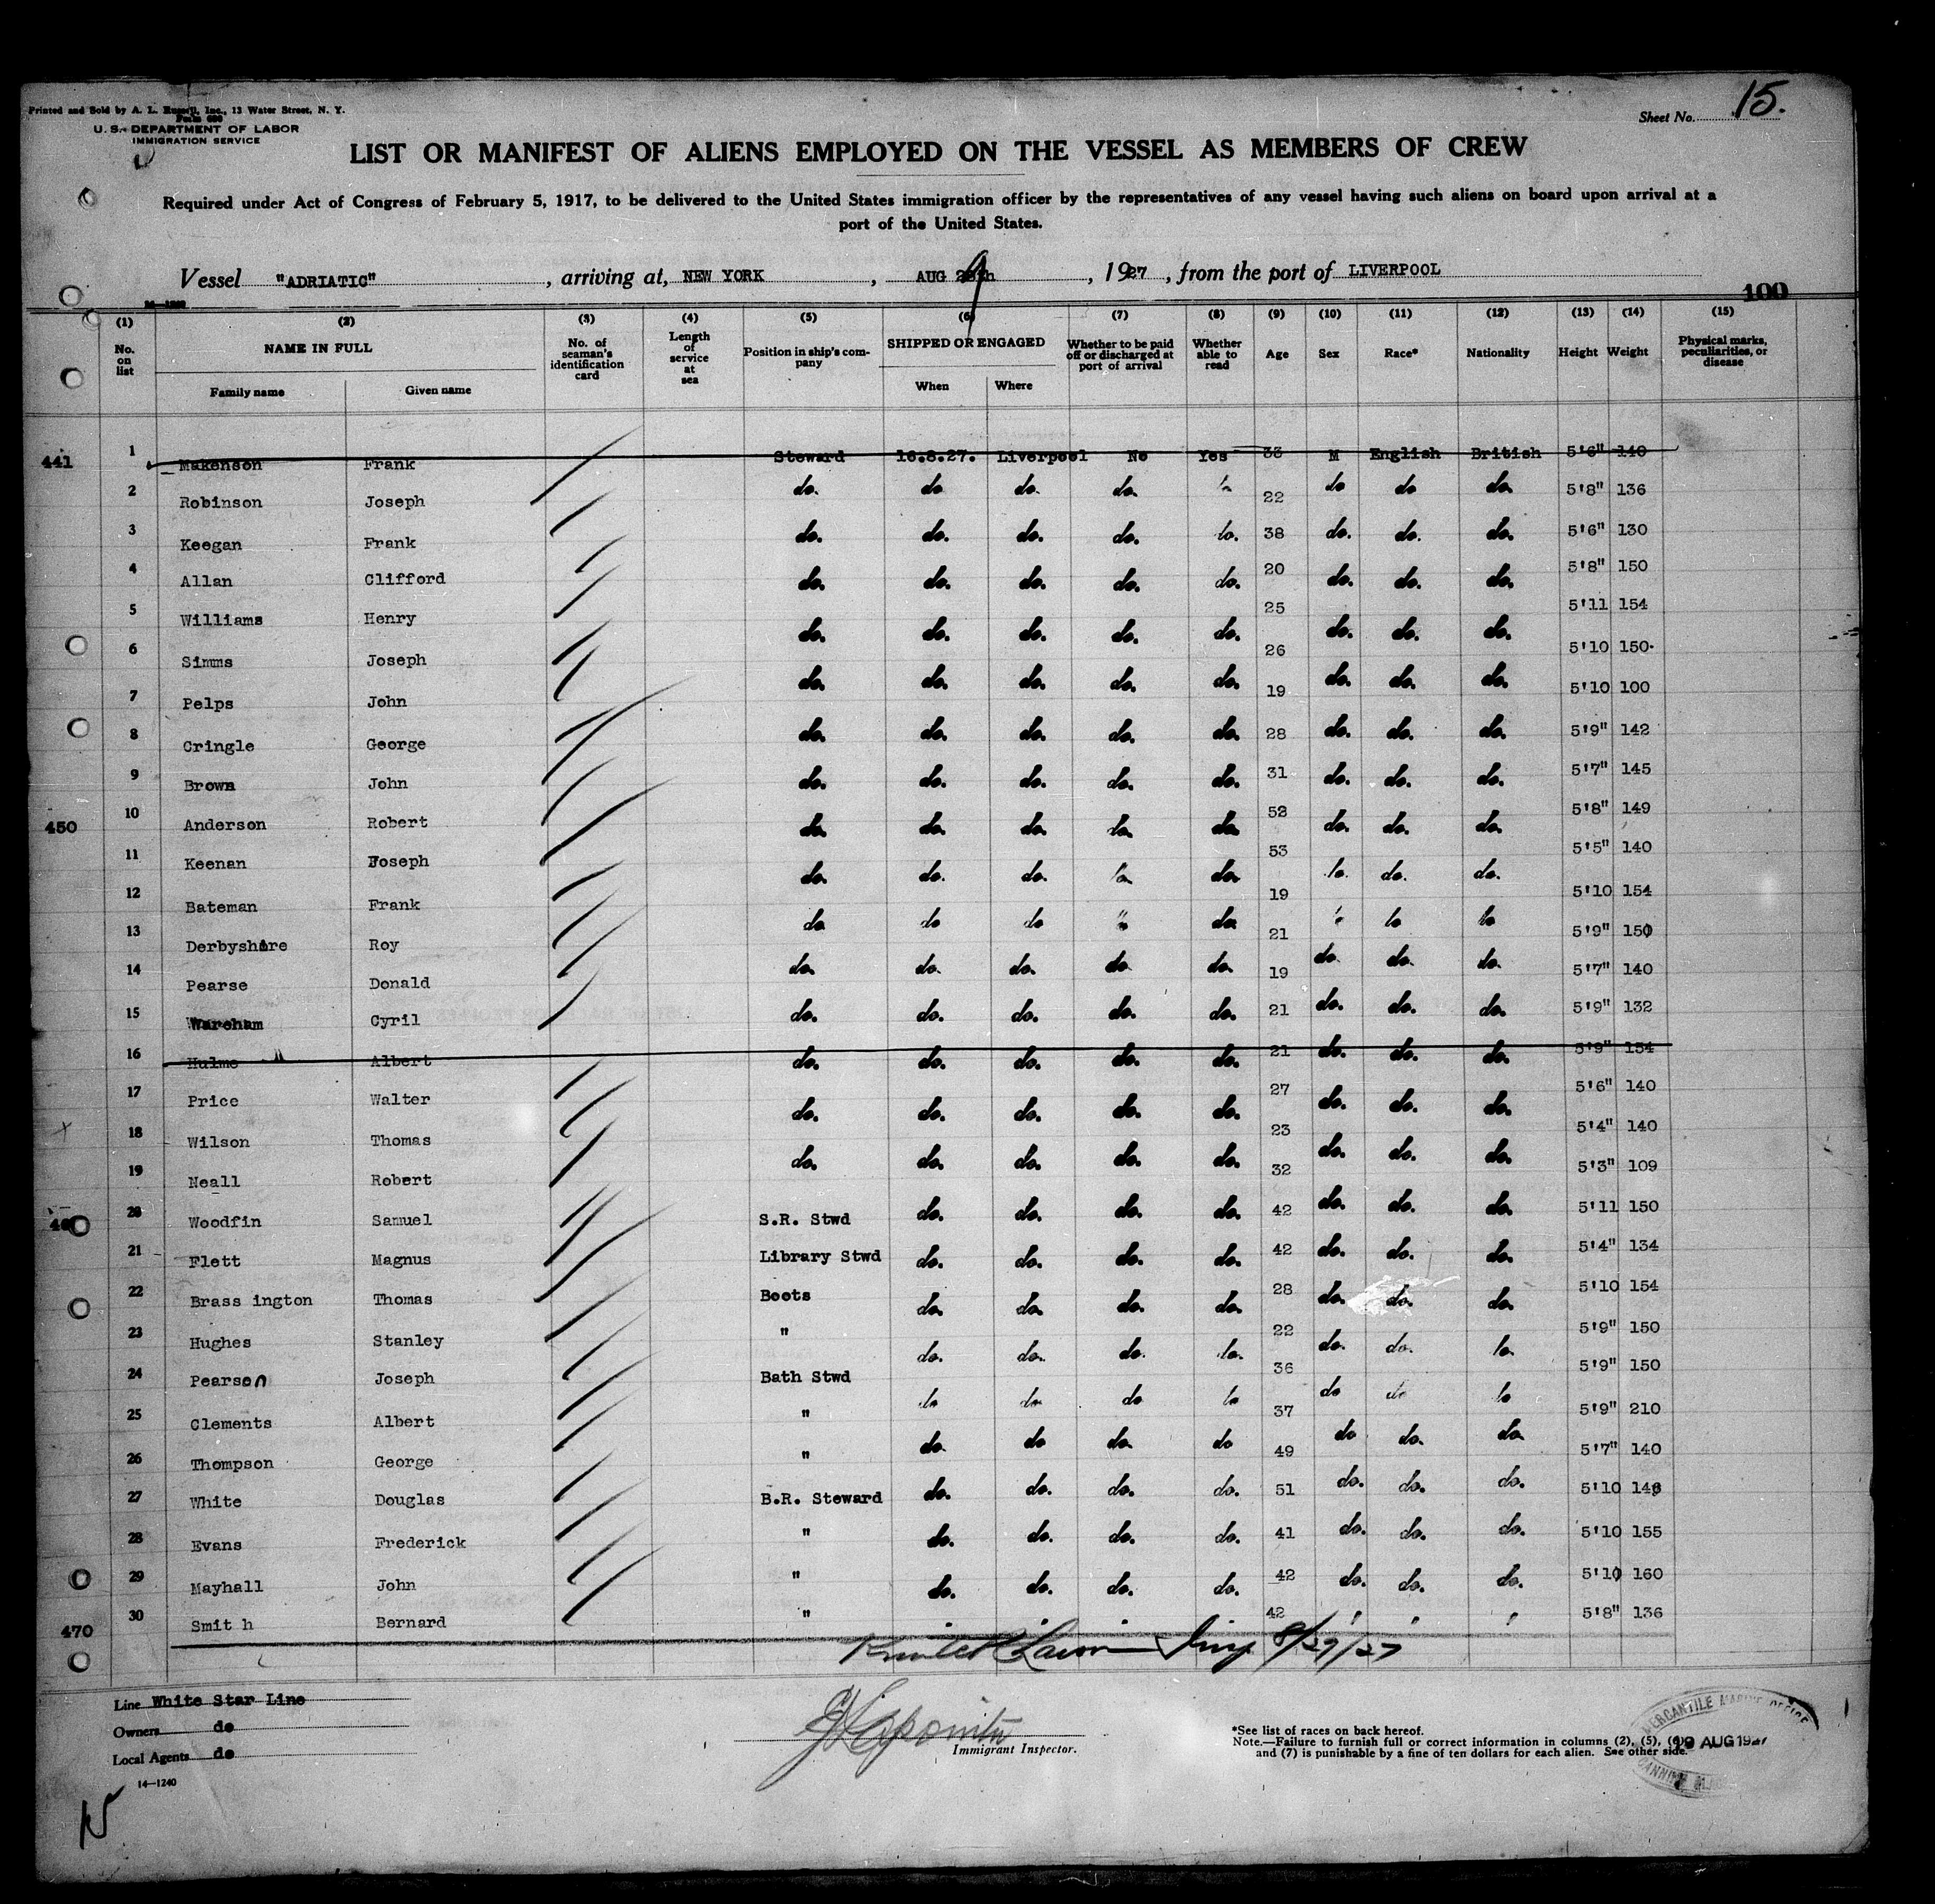 Printed and Sold by A. L. Russell, Inc., 13 Water Street, N. Y.
Form 680
U. S. DEPARTMENT OF LABOR
IMMIGRATION SERVICE
Sheet No. 15.
LIST OR MANIFEST OF ALIENS EMPLOYED ON THE VESSEL AS MEMBERS OF CREW
Required under Act of Congress of February 5, 1917, to be delivered to the United States immigration officer by the representatives of any vessel having such aliens on board upon arrival at a
port of the United States.
Vessel "ADRIATIC", arriving at, NEW YORK, AUG 9, 1927, from the port of LIVERPOOL
100
(1) No. on list (2) NAME IN FULL Family name Given name (3) No. of seaman's identification card (4) Length of service at sea (5) Position in ship's company (6) SHIPPED OR ENGAGED When Where (7) Whether to be paid off or discharged at port of arrival (8) Whether able to read (9) Age (10) Sex (11) Race* (12) Nationality (13) Height (14) Weight (15) Physical marks, peculiarities, or disease
441 1 Makenson Frank Steward 16.8.27. Liverpool No Yes 33 M English British 5'6" 140
2 Robinson Joseph do. do do. do. 22 do do do. 5'8" 136
3 Keegan Frank do. do. do. do. do. 38 do. do. do. 5'6" 130
4 Allan Clifford do. do. do. do. do. 20 do. do. do. 5'8" 150
5 Williams Henry do. do. do. do. do. 25 do. do. do. 5'11 154
6 Simms Joseph do. do. do. do. do. 26 do. do. do. 5'10 150
7 Pelps John do. do. do. do. do. 19 do. do. do. 5'10 100
8 Cringle George do. do. do. do. do. 28 do. do. do. 5'9" 142
9 Brown John do. do. do. do. do. 31 do. do. do. 5'7" 145
450 10 Anderson Robert do. do. do. do. do. 52 do. do. do. 5'8" 149
11 Keenan Joseph do. do. do. do. do. 53 do. do. do. 5'5" 140
12 Bateman Frank do do do " do. 19 do do 5'10 154
13 Derbyshire Roy do. do. do. do. do. 21 do. do. do. 5'9" 150
14 Pearse Donald do. do. do. do. do. 19 do. do. do. 5'7" 140
15 Wareham Cyril do. do. do. do. do. 21 do. do. do. 5'9" 132
16 Hulme Albert do. do. do. do. do. 21 do. do. do. 5'9" 154
17 Price Walter do. do. do. do. do. 27 do. do. do. 5'6" 140
18 Wilson Thomas do. do. do. do. do. 23 do. do. do. 5'4" 140
19 Neall Robert 32 5'3" 109
20 Woodfin Samuel S.R. Stwd do. do. do. do. 42 do. do. do. 5'11 150
21 Flett Magnus Library Stwd do. do. do. do. 42 do. do. do. 5'4" 134
22 Brass ington Thomas Boots do. do. do. do. 28 do. do. do. 5'10 154
23 Hughes Stanley " do. do. do. do. 22 do. do. do. 5'9" 150
24 Pearson Joseph Bath Stwd do do do do 36 do do do 5'9" 150
25 Clements Albert " do. do do. do 37 do do. do. 5'9" 210
26 Thompson George " 49 5'7" 140
27 White Douglas B.R. Steward do. do. do. do. 51 do. do. do. 5'10
28 Evans Frederick " do. do. do. do. 41 do. do. do. 5'10 155
29 Mayhall John " do. do. do. do. 42 do. do. do. 5'10 160
470 30 Smit h Bernard " 42 5'8" 136
8/29/27
Line White Star Line
Owners do
Local Agents do
14—1240
Immigrant Inspector.
*See list of races on back hereof.
Note.—Failure to furnish full or correct information in columns (2), (5), (6), and (7) is punishable by a fine of ten dollars for each alien. See other side.
MERCANTILE MARINE OFFICE
19 AUG 1927
15